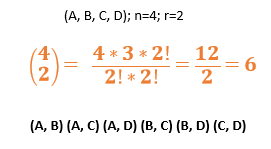 (A, B, C, D); n=4; r=2
(4 2) = 4 * 3 * 2! / 2! * 2! = 12 / 2 = 6
(A, B) (A, C) (A, D) (B, C) (B, D) (C, D)